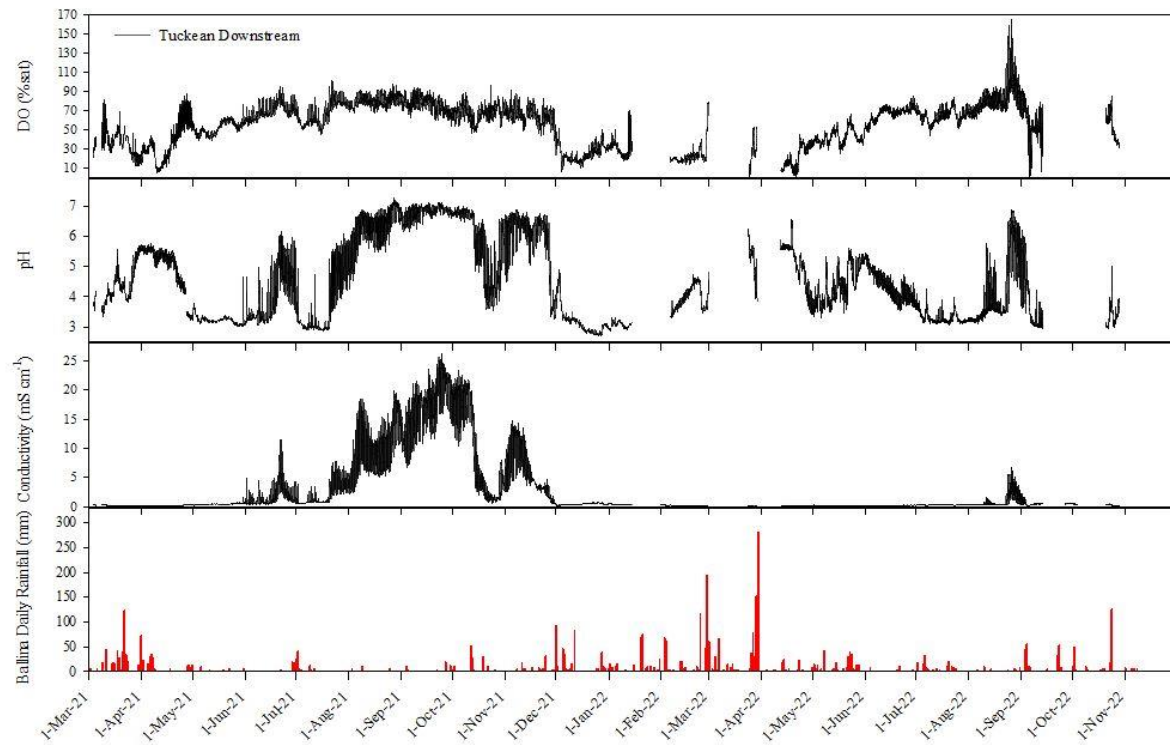 Tuckean Downstream
DO (%sat)
170
150
130
110
90
70
50
30
10
pH
7
6
5
4
3
Conductivity (mS cm⁻¹)
25
20
15
10
5
0
Ballina Daily Rainfall (mm)
300
250
200
150
100
50
0
1-Mar-21
1-Apr-21
1-May-21
1-Jun-21
1-Jul-21
1-Aug-21
1-Sep-21
1-Oct-21
1-Nov-21
1-Dec-21
1-Jan-22
1-Feb-22
1-Mar-22
1-Apr-22
1-May-22
1-Jun-22
1-Jul-22
1-Aug-22
1-Sep-22
1-Oct-22
1-Nov-22